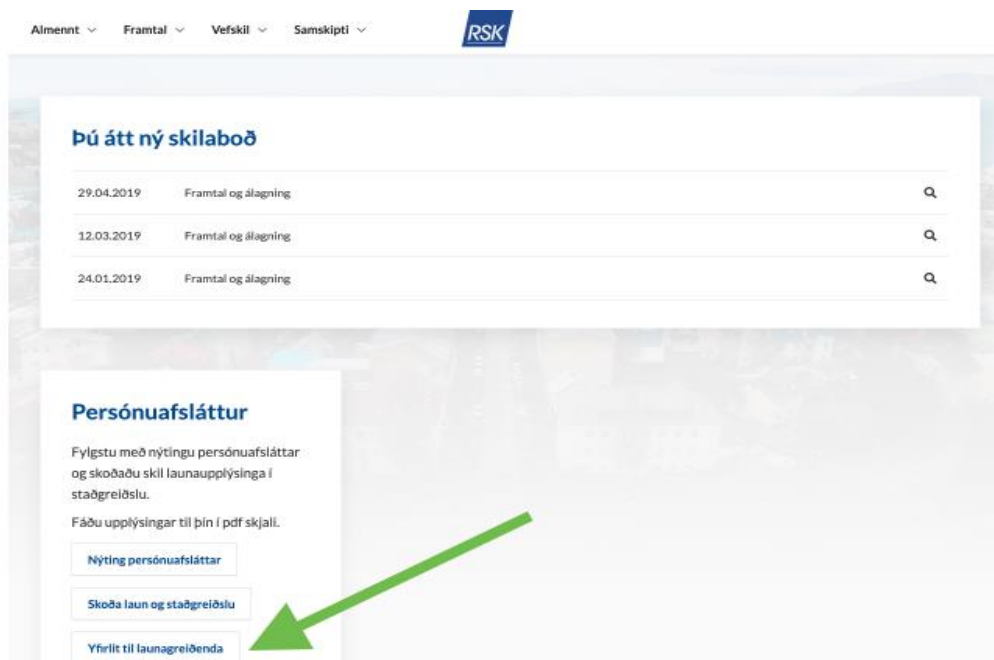 Almennt Framtal Vefskil Samskipti RSK
Þú átt ný skilaboð
29.04.2019 Framtal og álagning
12.03.2019 Framtal og álagning
24.01.2019 Framtal og álagning
Persónuafsláttur
Fylgstu með nýtingu persónuafsláttar
og skoðaðu skil launaupplýsinga í
staðgreiðslu.
Fáðu upplýsingar til þín í pdf skjali.
Nýting persónuafsláttar
Skoða laun og staðgreiðslu
Yfirlit til launagreiðenda